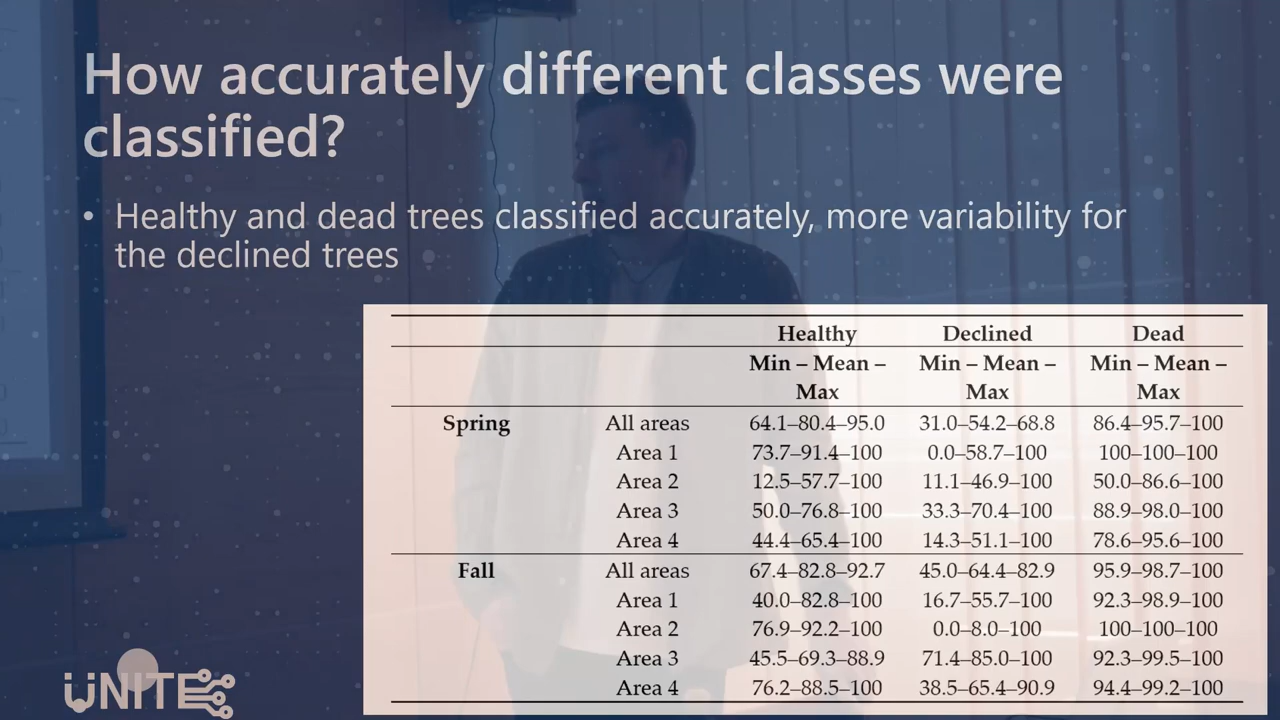 How accurately different classes were
classified?
• Healthy and dead trees classified accurately, more variability for
the declined trees
Healthy Declined Dead
Min – Mean – Min – Mean – Min – Mean –
Max Max Max
Spring All areas 64.1–80.4–95.0 31.0–54.2–68.8 86.4–95.7–100
Area 1 73.7–91.4–100 0.0–58.7–100 100–100–100
Area 2 12.5–57.7–100 11.1–46.9–100 50.0–86.6–100
Area 3 50.0–76.8–100 33.3–70.4–100 88.9–98.0–100
Area 4 44.4–65.4–100 14.3–51.1–100 78.6–95.6–100
Fall All areas 67.4–82.8–92.7 45.0–64.4–82.9 95.9–98.7–100
Area 1 40.0–82.8–100 16.7–55.7–100 92.3–98.9–100
Area 2 76.9–92.2–100 0.0–8.0–100 100–100–100
Area 3 45.5–69.3–88.9 71.4–85.0–100 92.3–99.5–100
Area 4 76.2–88.5–100 38.5–65.4–90.9 94.4–99.2–100
UNITE